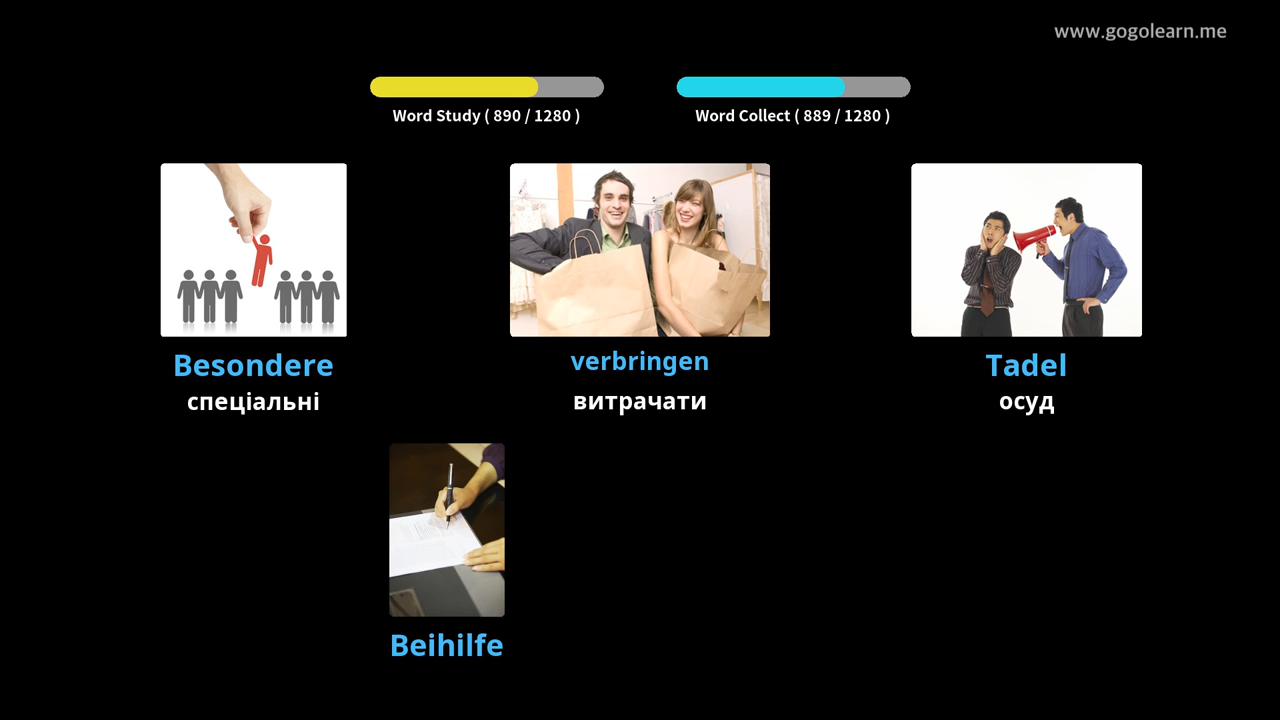 www.gogolearn.me
Word Study ( 890 / 1280 )
Word Collect ( 889 / 1280 )
Besondere
спеціальні
verbringen
витрачати
Tadel
осуд
Beihilfe